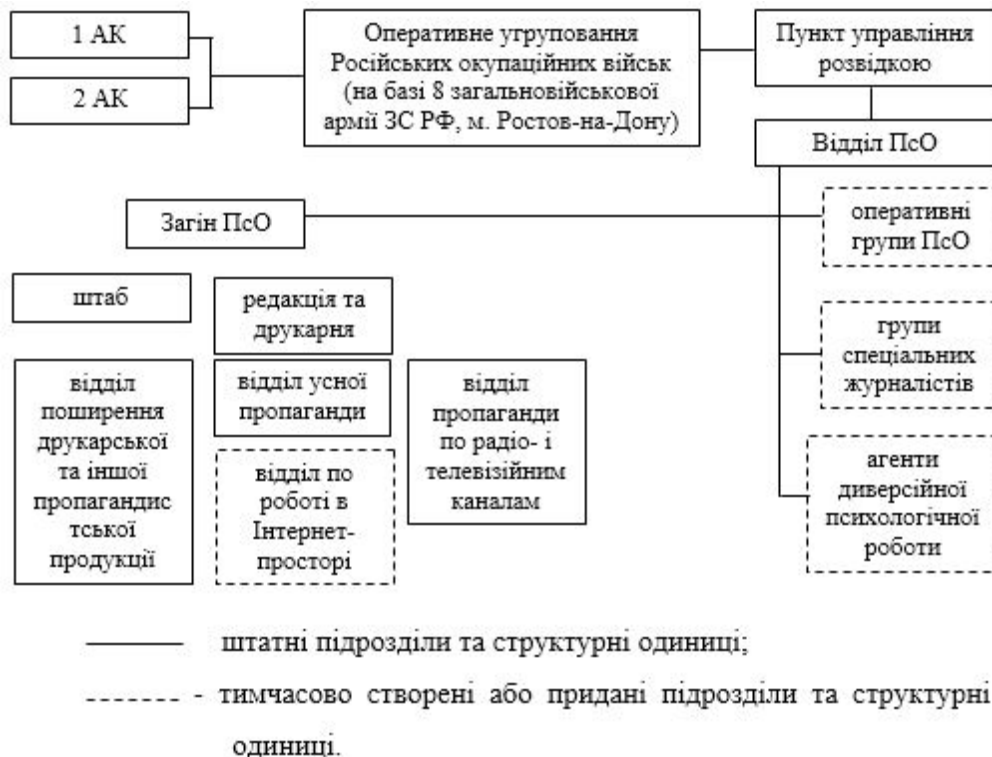 1 АК
2 АК
Оперативне угруповання
Російських окупаційних військ
(на базі 8 загальновійськової
армії ЗС РФ, м. Ростов-на-Дону)
Пункт управління
розвідкою
Відділ ПсО
Загін ПсО
оперативні
групи ПсО
штаб
редакція та
друкарня
групи
спеціальних
журналістів
відділ
поширення
друкарської
та іншої
пропагандис
тської
продукції
відділ усної
пропаганди
відділ по
роботі в
Інтернет-
просторі
відділ
пропаганди
по радіо- і
телевізійним
каналам
агенти
диверсійної
психологічної
роботи
штатні підрозділи та структурні одиниці;
- тимчасово створені або придані підрозділи та структурні
одиниці.